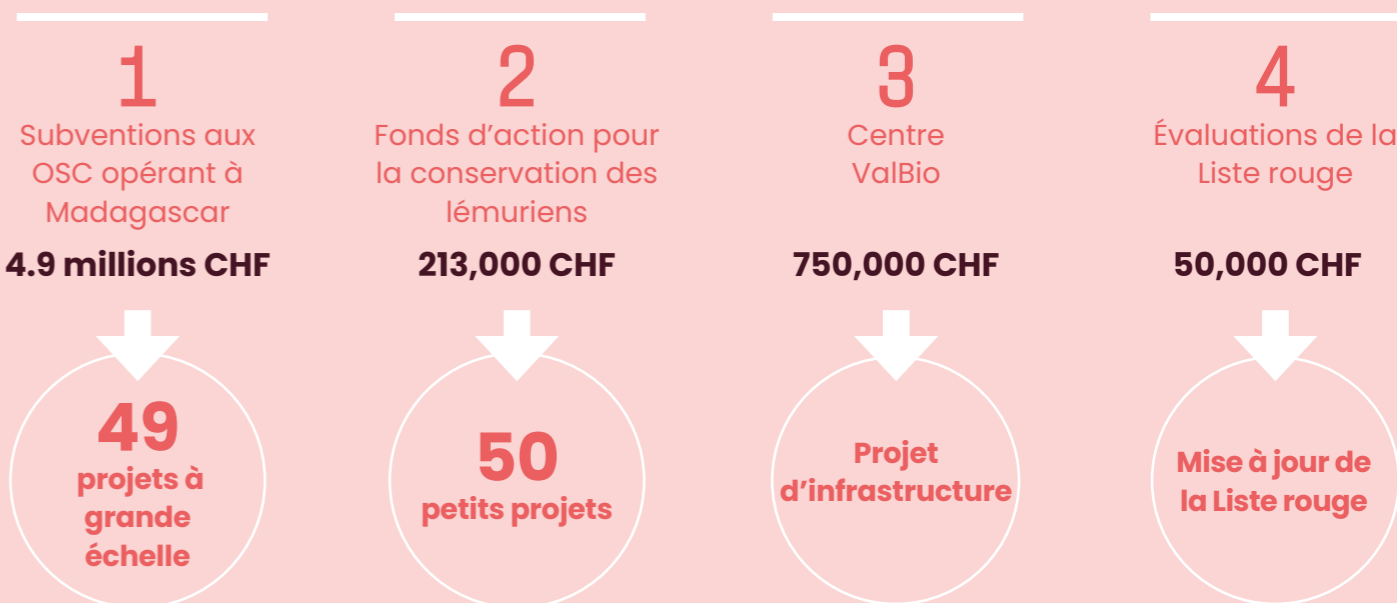 1
Subventions aux
OSC opérant à
Madagascar
4.9 millions CHF
49
projets à
grande
échelle
2
Fonds d’action pour
la conservation des
lémuriens
213,000 CHF
50
petits projets
3
Centre
ValBio
750,000 CHF
Projet
d’infrastructure
4
Évaluations de la
Liste rouge
50,000 CHF
Mise à jour de
la Liste rouge